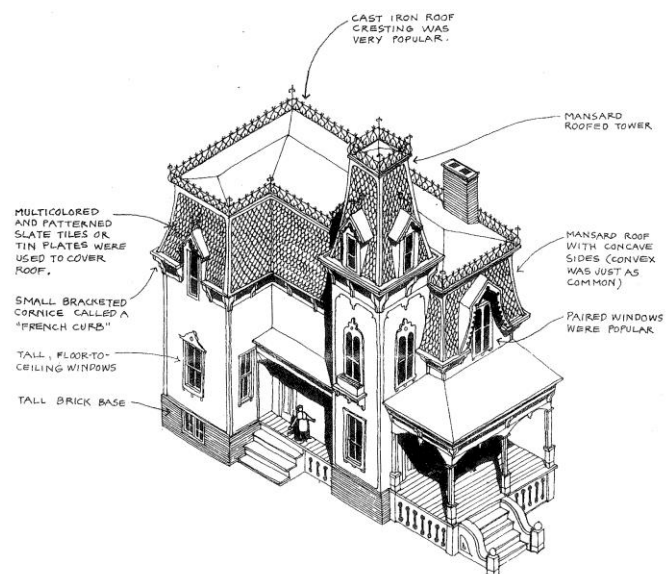 CAST IRON ROOF
CRESTING WAS
VERY POPULAR.
MANSARD
ROOFED TOWER
MULTICOLORED
AND PATTERNED
SLATE TILES OR
TIN PLATES WERE
USED TO COVER
ROOF.
MANSARD ROOF
WITH CONCAVE
SIDES (CONVEX
WAS JUST AS
COMMON)
SMALL BRACKETED
CORNICE CALLED A
"FRENCH CURB"
PAIRED WINDOWS
WERE POPULAR
TALL, FLOOR-TO-
CEILING WINDOWS
TALL BRICK BASE